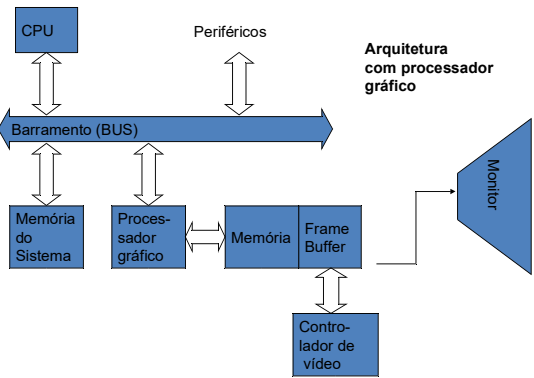 CPU
Periféricos
Arquitetura
com processador
gráfico
Barramento (BUS)
Monitor
Memória
do
Sistema
Proces-
sador
gráfico
Memória
Frame
Buffer
Contro-
lador de
vídeo